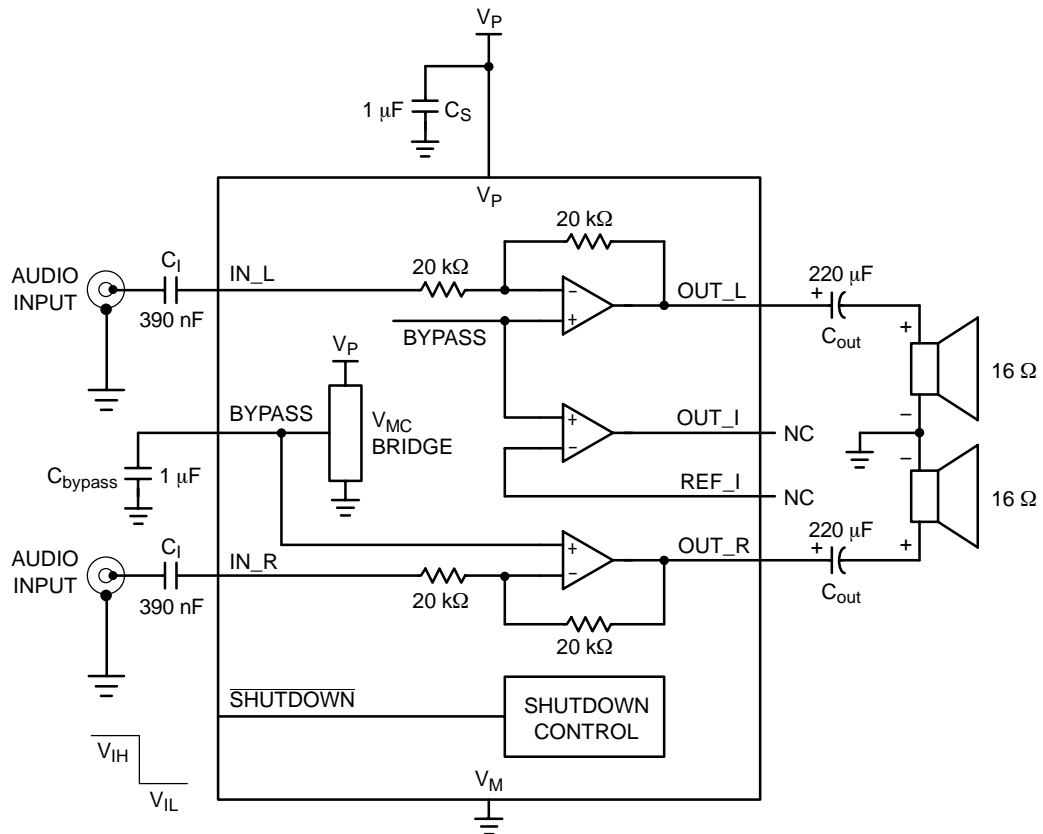 V_P
1 μF
C_S
V_P
20 kΩ
AUDIO
INPUT
C_I
390 nF
IN_L
20 kΩ
−
+
OUT_L
220 μF
+
C_out
+
−
16 Ω
BYPASS
V_P
V_MC
BRIDGE
BYPASS
C_bypass
1 μF
+
−
OUT_I
NC
REF_I
NC
−
+
16 Ω
AUDIO
INPUT
C_I
390 nF
IN_R
20 kΩ
+
−
OUT_R
220 μF
+
C_out
20 kΩ
SHUTDOWN
SHUTDOWN
CONTROL
V_IH
V_IL
V_M